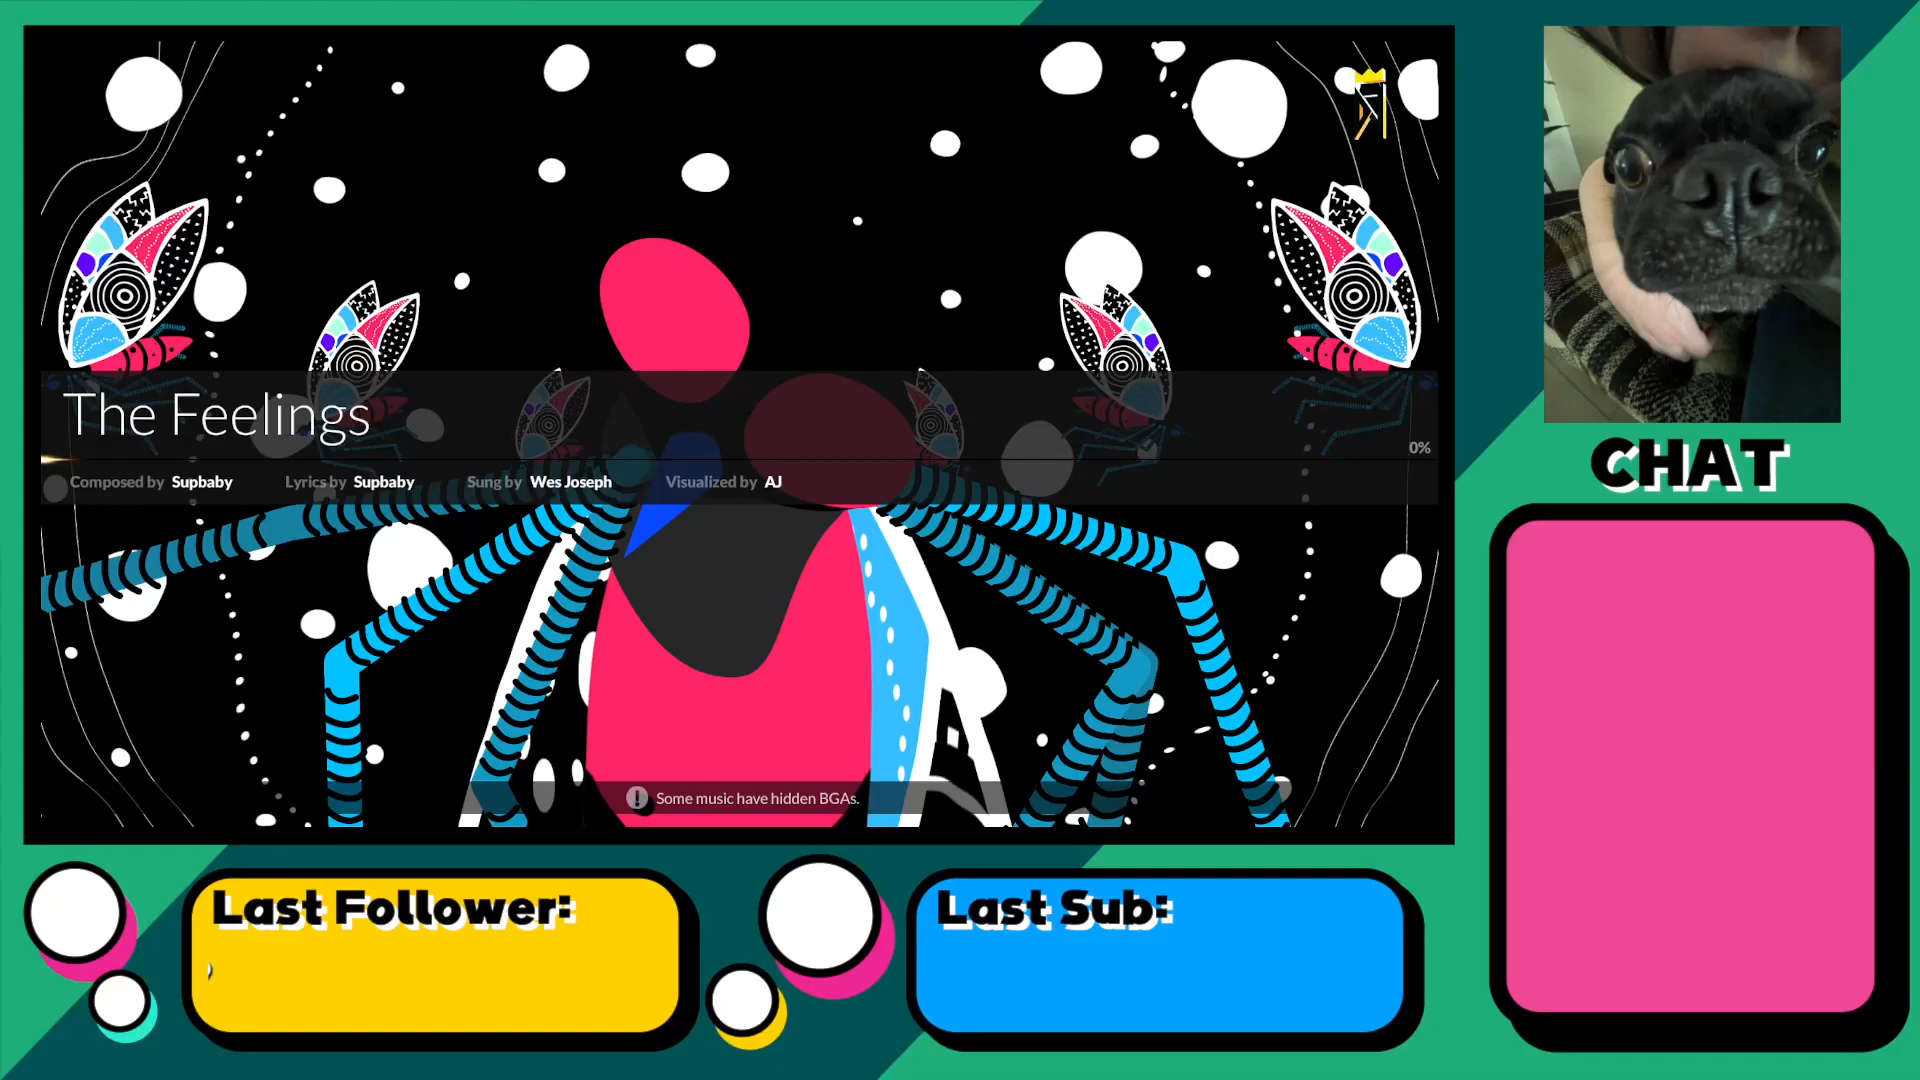 The Feelings
0%
Composed by Supbaby Lyrics by Supbaby Sung by Wes Joseph Visualized by AJ
Some music have hidden BGAs.
CHAT
Last Follower:
Last Sub: